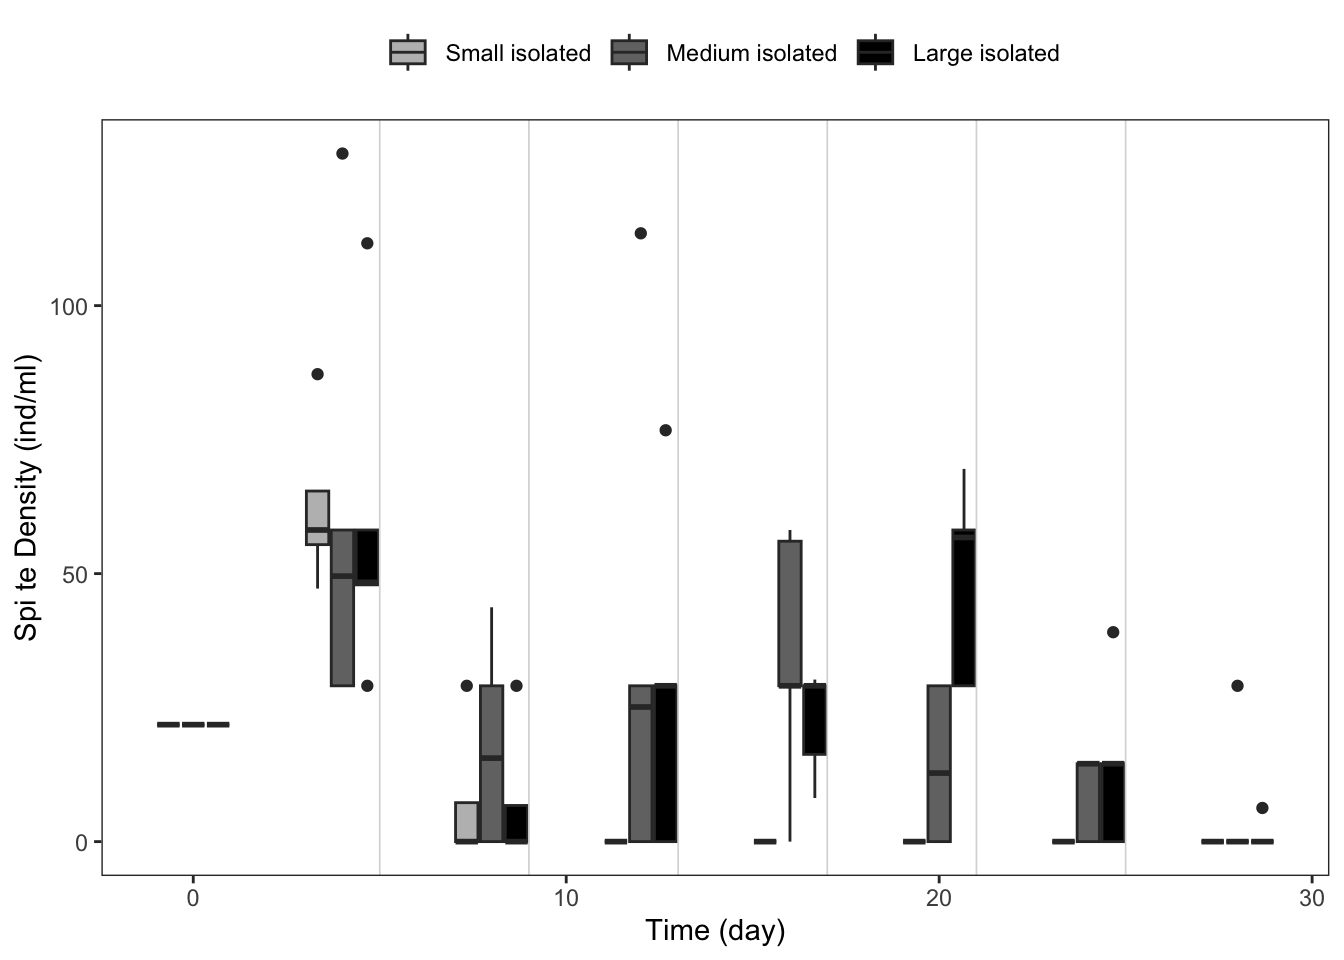 Small isolated Medium isolated Large isolated
Spi te Density (ind/ml)
100
50
0
0 10 20 30
Time (day)